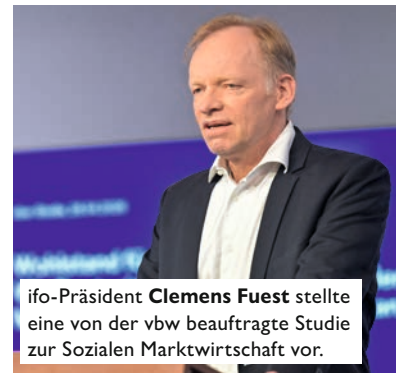 ifo-Präsident Clemens Fuest stellte
eine von der vbw beauftragte Studie
zur Sozialen Marktwirtschaft vor.